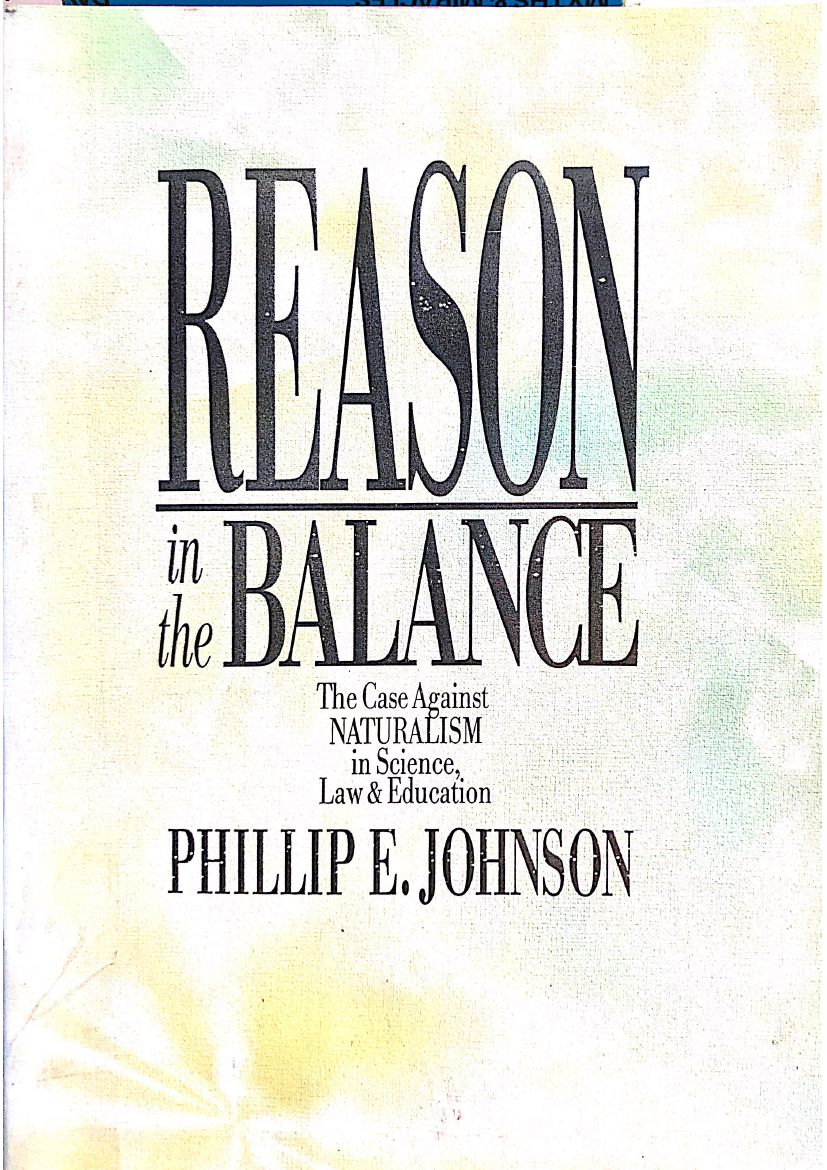 REASON
in
the BALANCE
The Case Against
NATURALISM
in Science,
Law & Education
PHILLIP E. JOHNSON